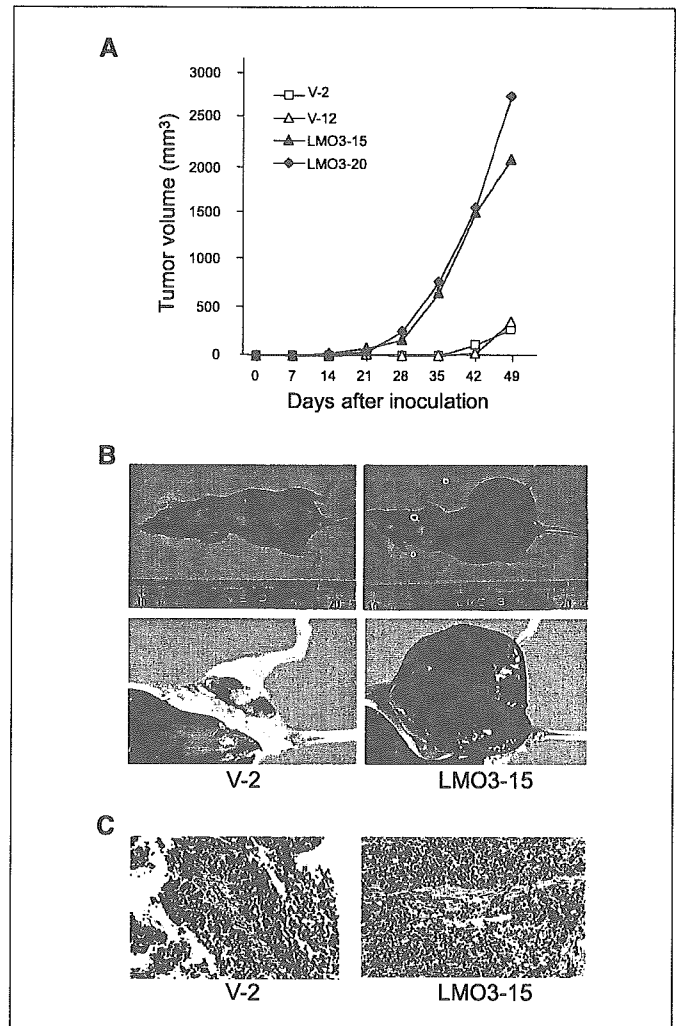 A
Tumor volume (mm³)
3000
2500
2000
1500
1000
500
0
V-2
V-12
LMO3-15
LMO3-20
0 7 14 21 28 35 42 49
Days after inoculation
B
V-2 LMO3-15
C
V-2 LMO3-15